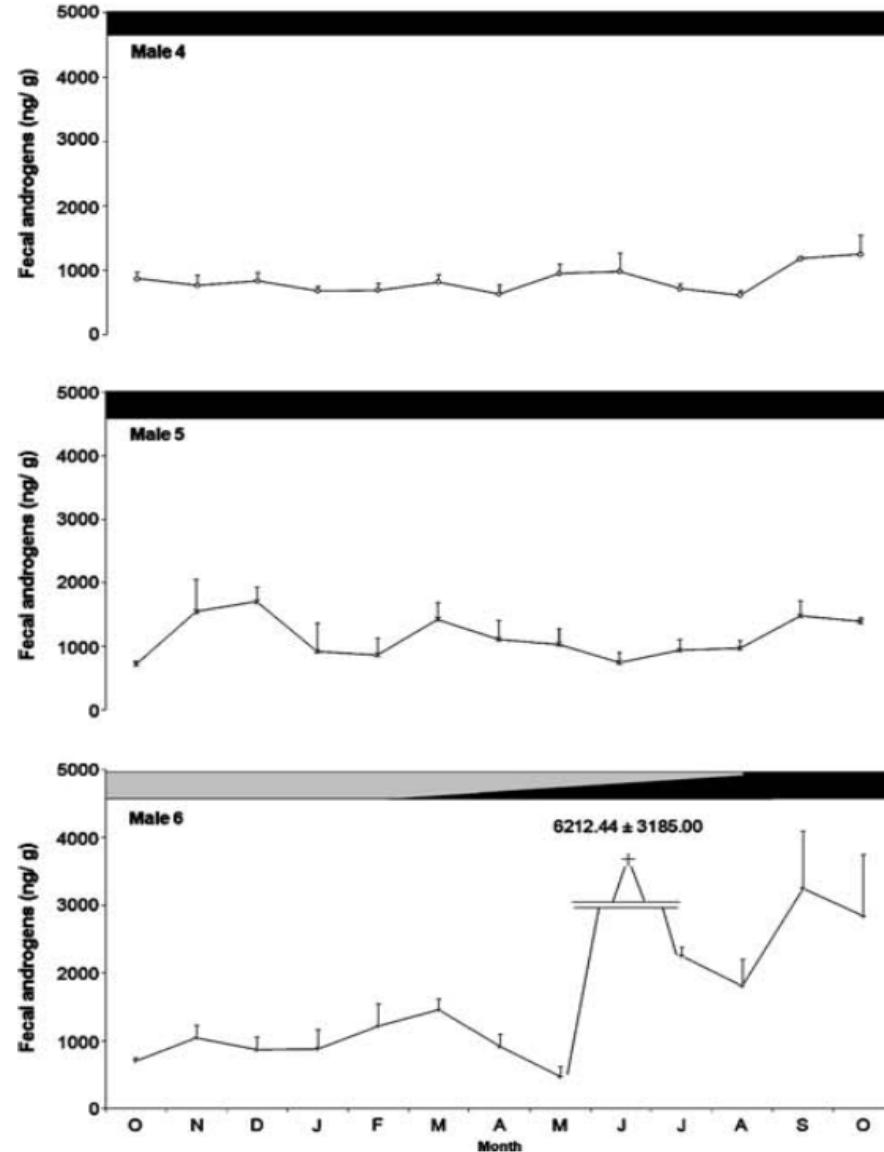 Fecal androgens (ng/ g)
5000
4000
3000
2000
1000
0
Male 4
Fecal androgens (ng/ g)
5000
4000
3000
2000
1000
0
Male 5
Fecal androgens (ng/ g)
5000
4000
3000
2000
1000
0
Male 6
6212.44 ± 3185.00
O N D J F M A M J J A S O
Month